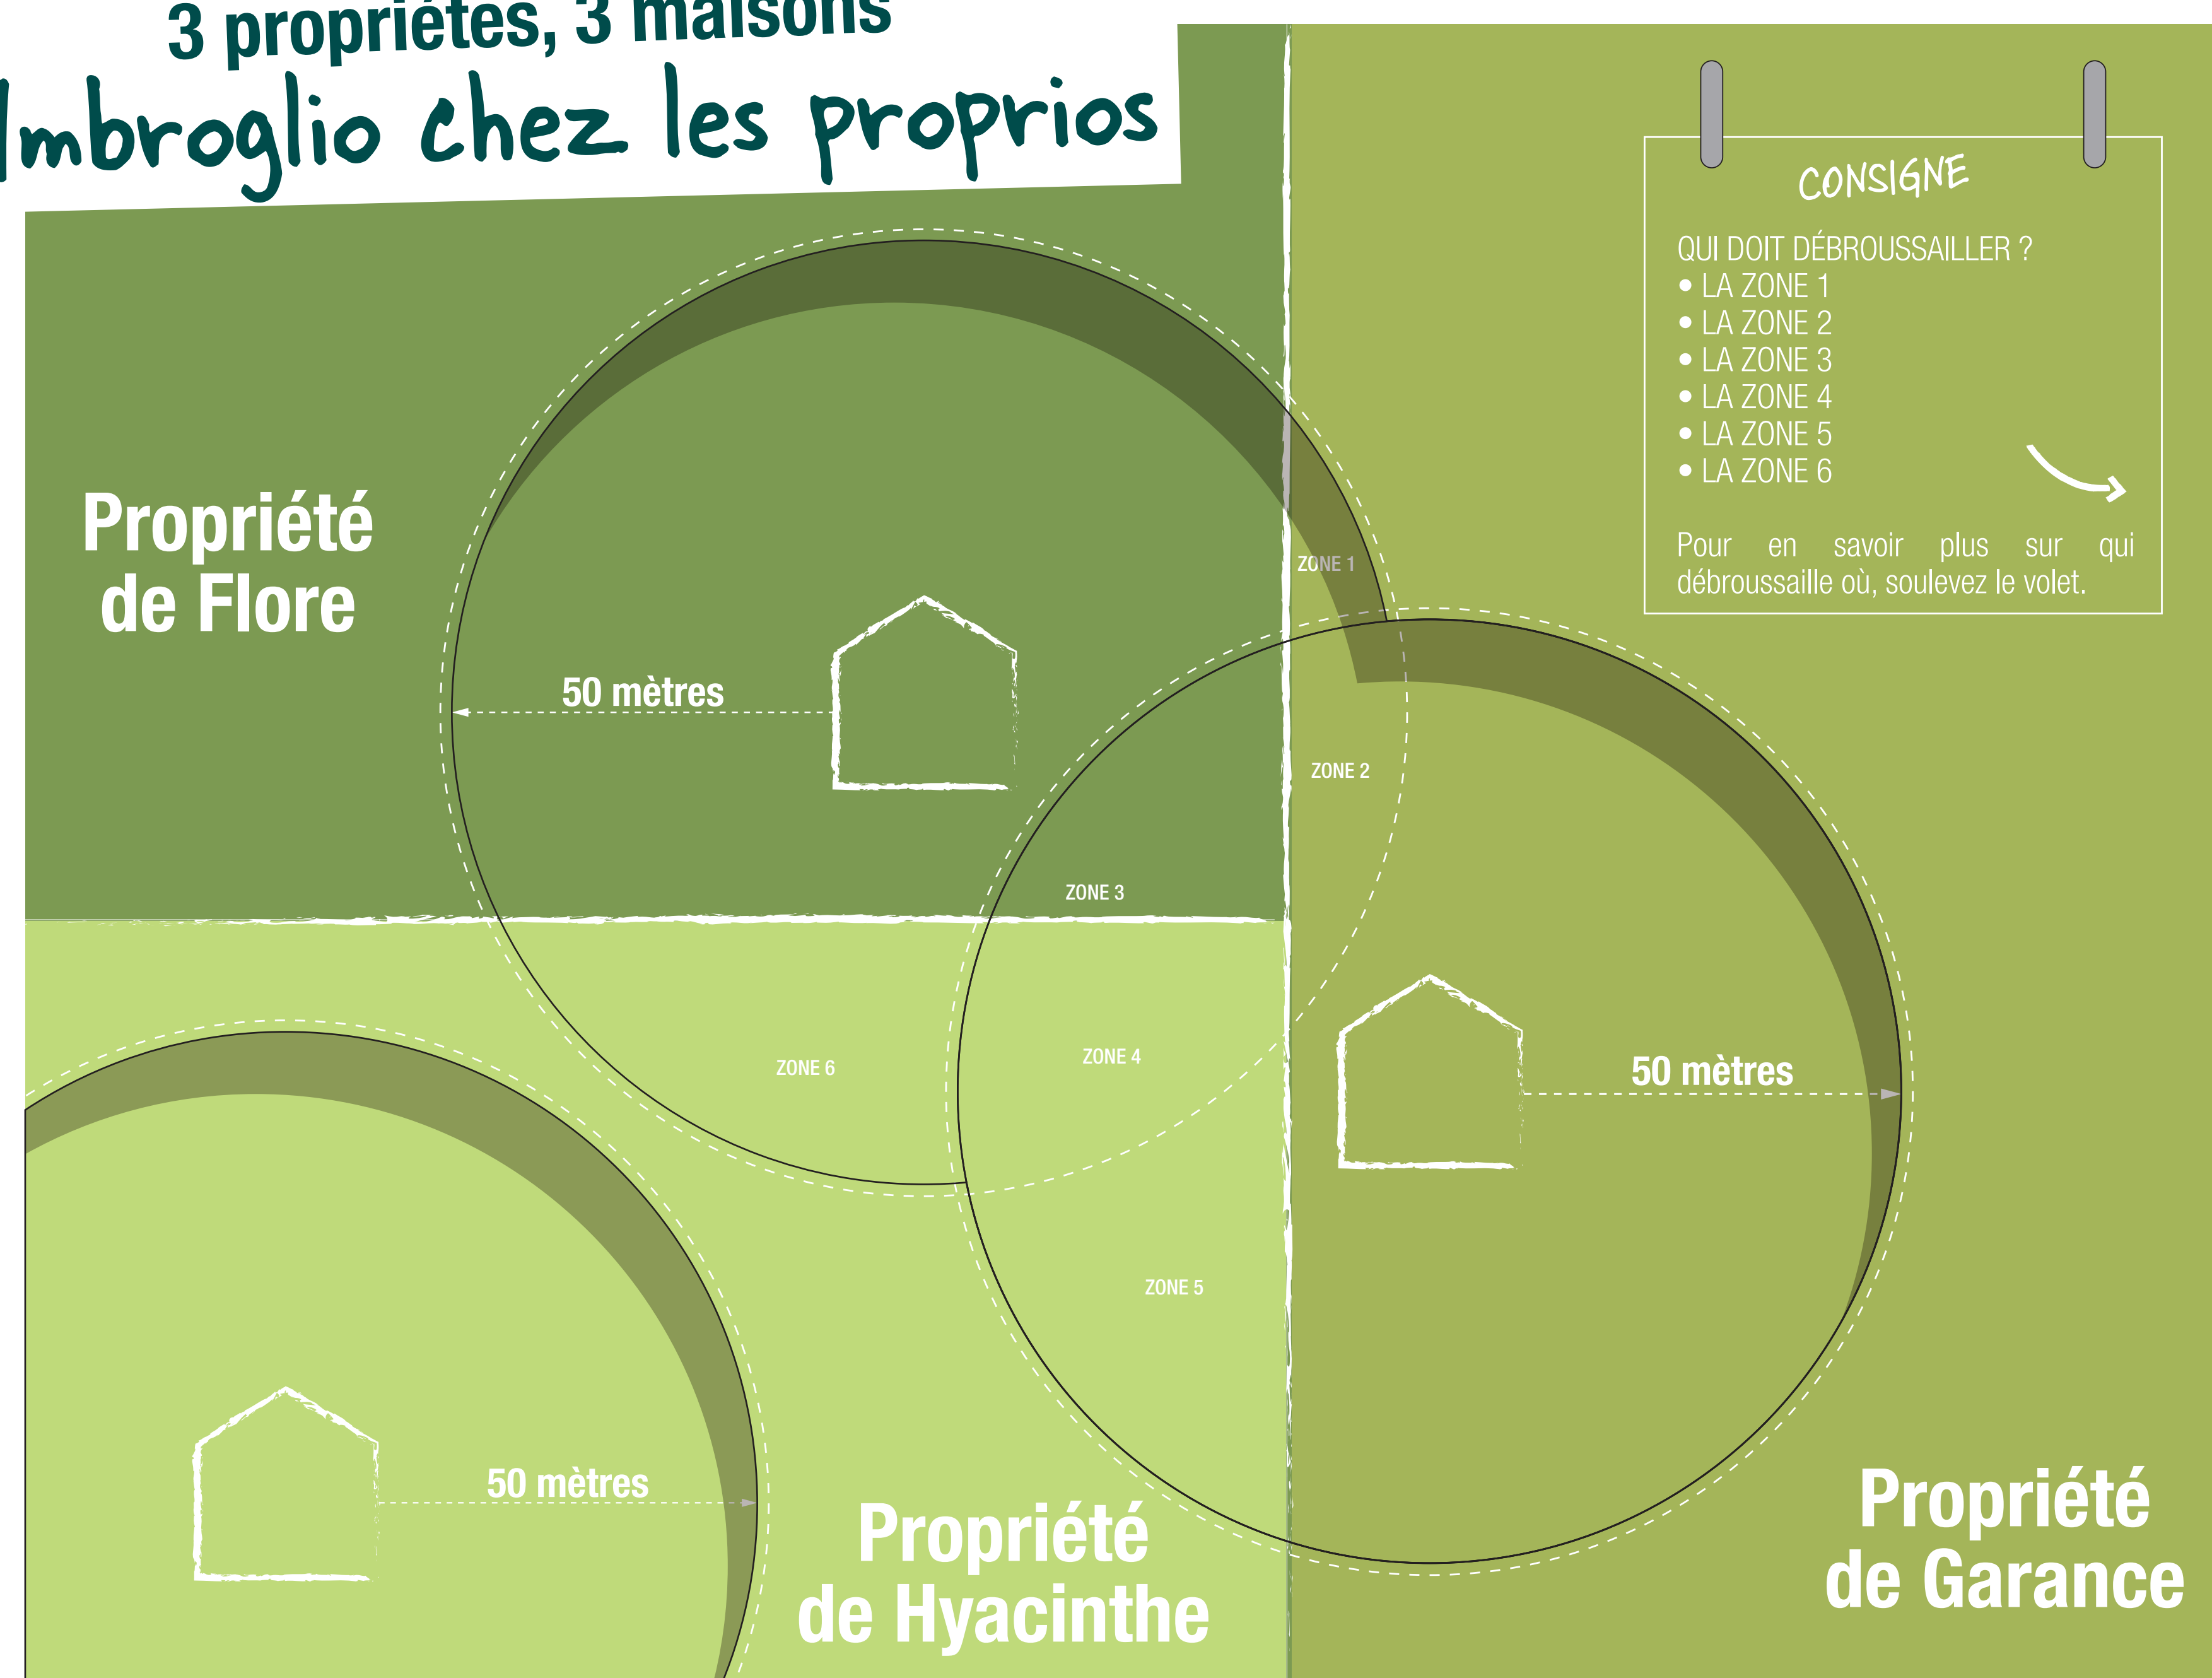 3 propriétés, 3 maisons
Imbroglio chez les proprios
CONSIGNE
QUI DOIT DÉBROUSSAILLER ?
• LA ZONE 1
• LA ZONE 2
• LA ZONE 3
• LA ZONE 4
• LA ZONE 5
• LA ZONE 6
Pour en savoir plus sur qui
débroussaille où, soulevez le volet.
Propriété
de Flore
ZONE 1
50 mètres
ZONE 2
ZONE 3
ZONE 4
ZONE 6
50 mètres
ZONE 5
50 mètres
Propriété
de Hyacinthe
Propriété
de Garance